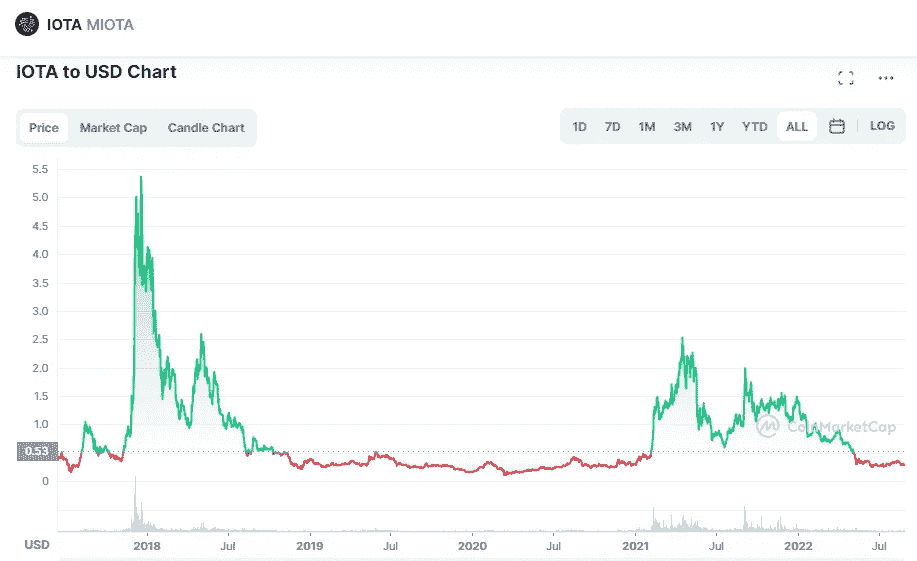 IOTA MIOTA
IOTA to USD Chart
Price Market Cap Candle Chart
1D 7D 1M 3M 1Y YTD ALL LOG
5.5
5.0
4.5
4.0
3.5
3.0
2.5
2.0
1.5
1.0
CoinMarketCap
0.53
0
USD
2018 Jul 2019 Jul 2020 Jul 2021 Jul 2022 Jul